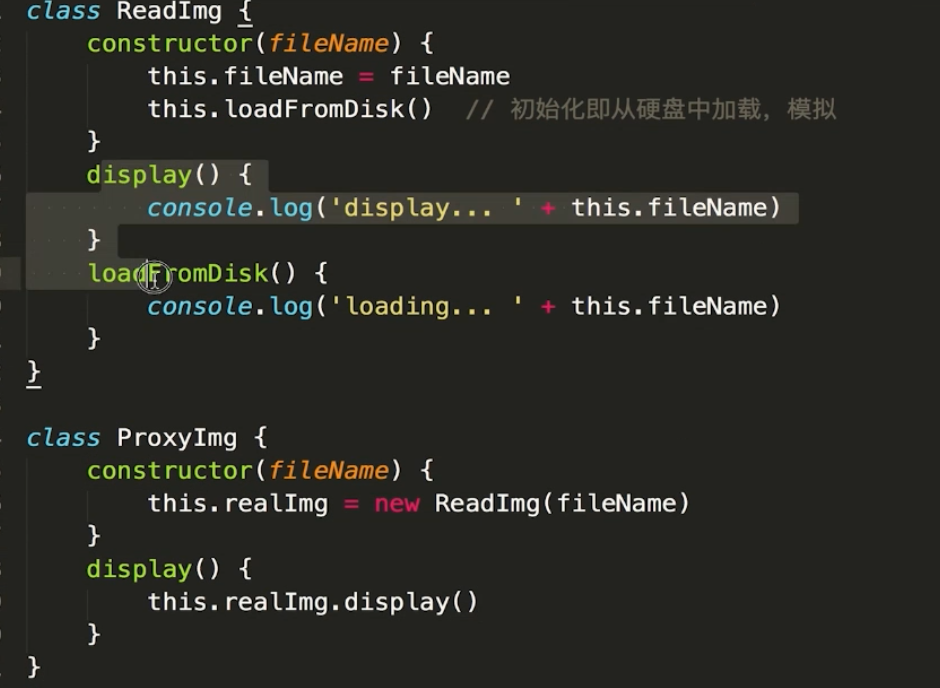 class ReadImg {
    constructor(fileName) {
        this.fileName = fileName
        this.loadFromDisk()  // 初始化即从硬盘中加载，模拟
    }
    display() {
        console.log('display... ' + this.fileName)
    }
    loadFromDisk() {
        console.log('loading... ' + this.fileName)
    }
}

class ProxyImg {
    constructor(fileName) {
        this.realImg = new ReadImg(fileName)
    }
    display() {
        this.realImg.display()
    }
}